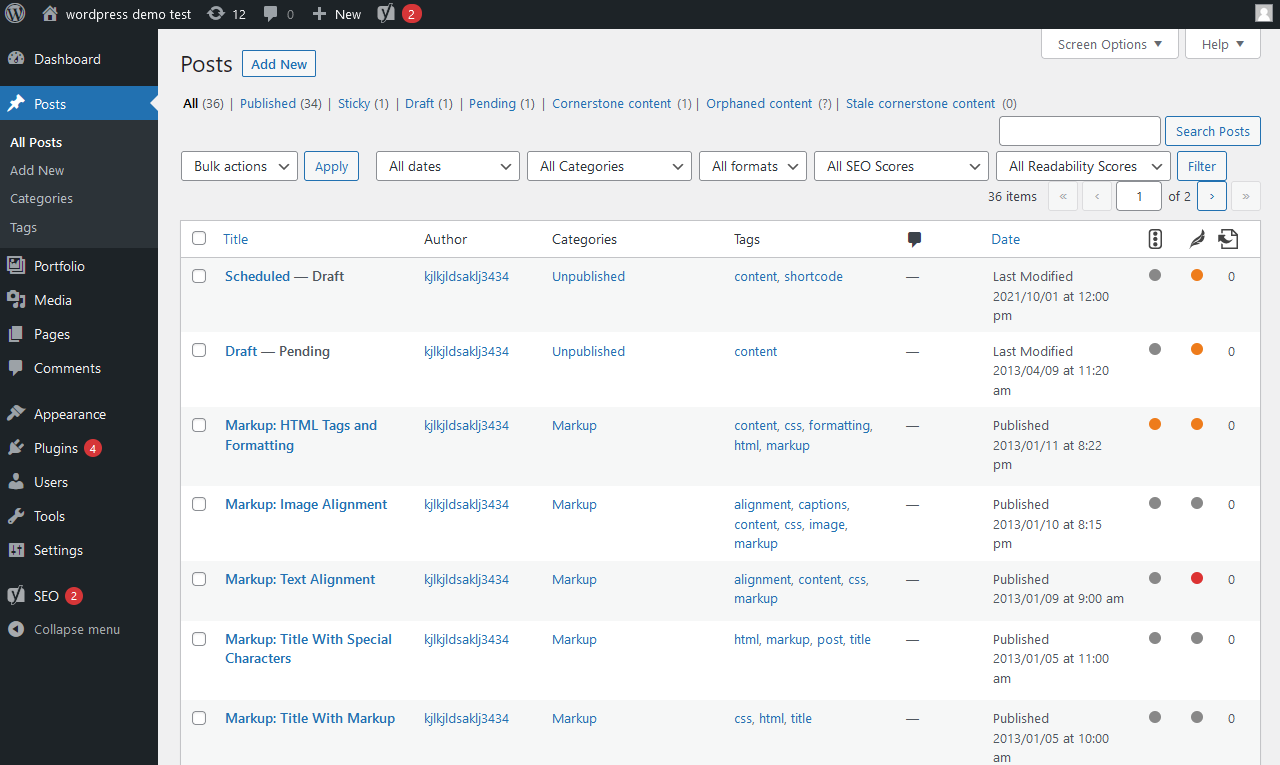 wordpress demo test 12 0 New 2
Screen Options Help
Dashboard
Posts
All Posts
Add New
Categories
Tags
Portfolio
Media
Pages
Comments
Appearance
Plugins 4
Users
Tools
Settings
SEO 2
Collapse menu
Posts Add New
All (36) | Published (34) | Sticky (1) | Draft (1) | Pending (1) | Cornerstone content (1) | Orphaned content (?) | Stale cornerstone content (0)
Search Posts
Bulk actions Apply All dates All Categories All formats All SEO Scores All Readability Scores Filter
36 items « ‹ 1 of 2 › »
Title Author Categories Tags Date
Scheduled — Draft kjlkjldsaklj3434 Unpublished content, shortcode — Last Modified 0
2021/10/01 at 12:00
pm
Draft — Pending kjlkjldsaklj3434 Unpublished content — Last Modified 0
2013/04/09 at 11:20
am
Markup: HTML Tags and kjlkjldsaklj3434 Markup content, css, formatting, — Published 0
Formatting html, markup 2013/01/11 at 8:22
pm
Markup: Image Alignment kjlkjldsaklj3434 Markup alignment, captions, — Published 0
content, css, image, 2013/01/10 at 8:15
markup pm
Markup: Text Alignment kjlkjldsaklj3434 Markup alignment, content, css, — Published 0
markup 2013/01/09 at 9:00 am
Markup: Title With Special kjlkjldsaklj3434 Markup html, markup, post, title — Published 0
Characters 2013/01/05 at 11:00
am
Markup: Title With Markup kjlkjldsaklj3434 Markup css, html, title — Published 0
2013/01/05 at 10:00
am